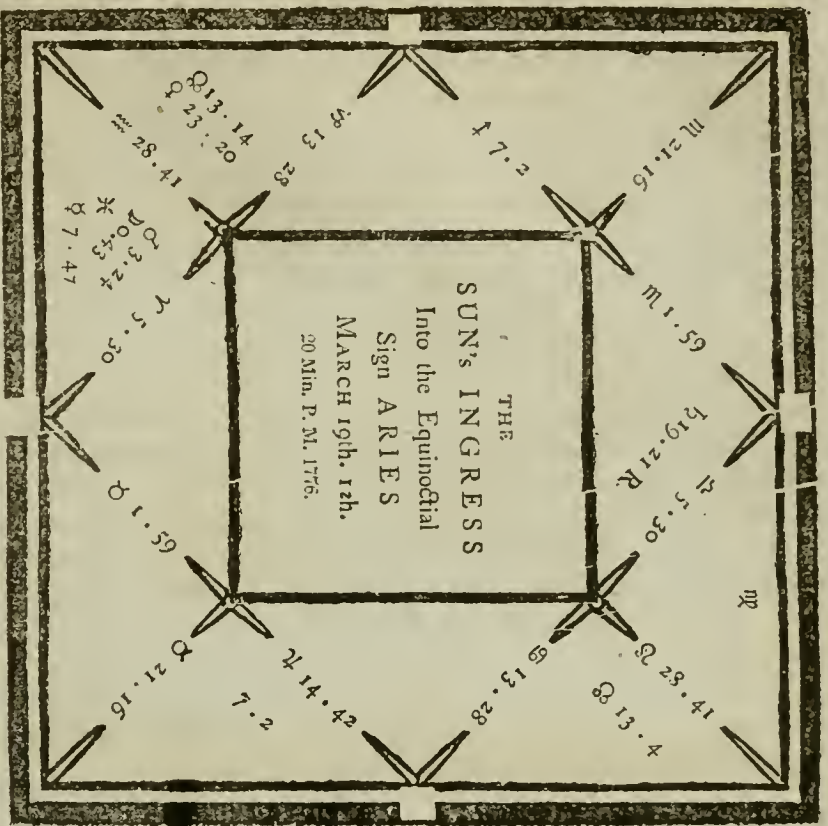 THE
SUN's INGRESS
Into the Equinoctial
Sign ARIES
MARCH 19th. 12h.
20 Min. P. M. 1776.
♏ 21.16
♏ 1.59
♄ 19.21 R.
♎ 5.30
♍
♌ 28.41
☊ 13.4
♋ 13.28
♃ 14.42
7.2
♉ 21.16
♉ 1.59
♈ 5.30
♂ 3.24
☽ 0.43
♓
☿ 7.47
♒ 28.41
♀ 23:20
☋ 13.14
♑ 13 28
♐ 7.2